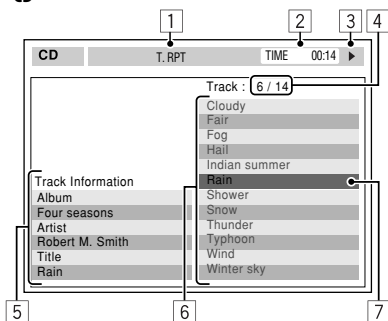 CD
1 2 3 4
CD T. RPT TIME 00:14
Track : 6 / 14
Cloudy
Fair
Fog
Hail
Indian summer
Rain
Shower
Snow
Thunder
Typhoon
Wind
Winter sky
Track Information
Album
Four seasons
Artist
Robert M. Smith
Title
Rain
5 6 7